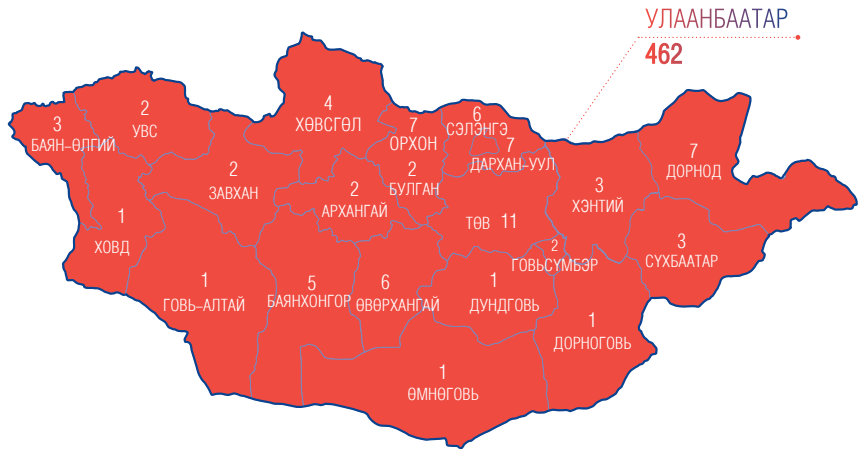 УЛААНБААТАР
462
4
ХӨВСГӨЛ
3
БАЯН-ӨЛГИЙ
2
УВС
7
ОРХОН
6
СЭЛЭНГЭ
7
ДАРХАН-УУЛ
7
ДОРНОД
2
ЗАВХАН
2
АРХАНГАЙ
2
БУЛГАН
3
ХЭНТИЙ
1
ХОВД
ТӨВ 11
3
СҮХБААТАР
2
ГОВЬСҮМБЭР
1
ГОВЬ-АЛТАЙ
5
БАЯНХОНГОР
6
ӨВӨРХАНГАЙ
1
ДУНДГОВЬ
1
ДОРНОГОВЬ
1
ӨМНӨГОВЬ